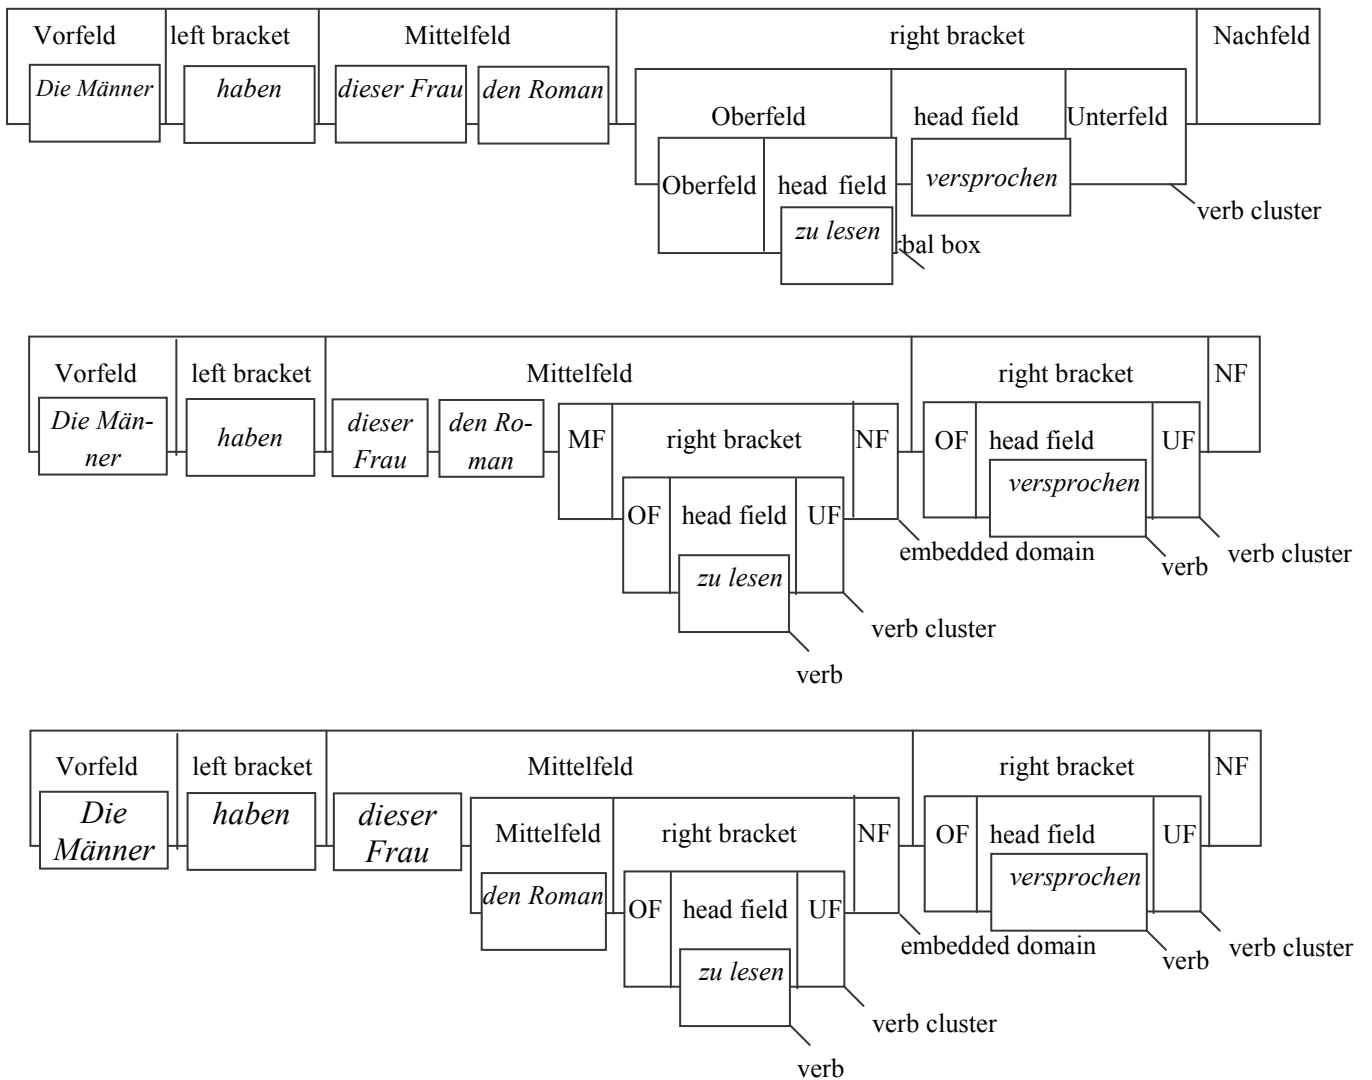 Vorfeld left bracket Mittelfeld right bracket Nachfeld
Die Männer haben dieser Frau den Roman
Oberfeld head field Unterfeld
Oberfeld head field versprochen
verb cluster
zu lesen
rbal box
Vorfeld left bracket Mittelfeld right bracket NF
Die Män-
ner
haben
dieser
Frau
den Ro-
man
MF right bracket NF OF head field UF
versprochen
OF head field UF
embedded domain
verb
verb cluster
zu lesen
verb cluster
verb
Vorfeld left bracket Mittelfeld right bracket NF
Die
Männer
haben
dieser
Frau
Mittelfeld right bracket NF OF head field UF
versprochen
den Roman
OF head field UF
embedded domain
verb
verb cluster
zu lesen
verb cluster
verb